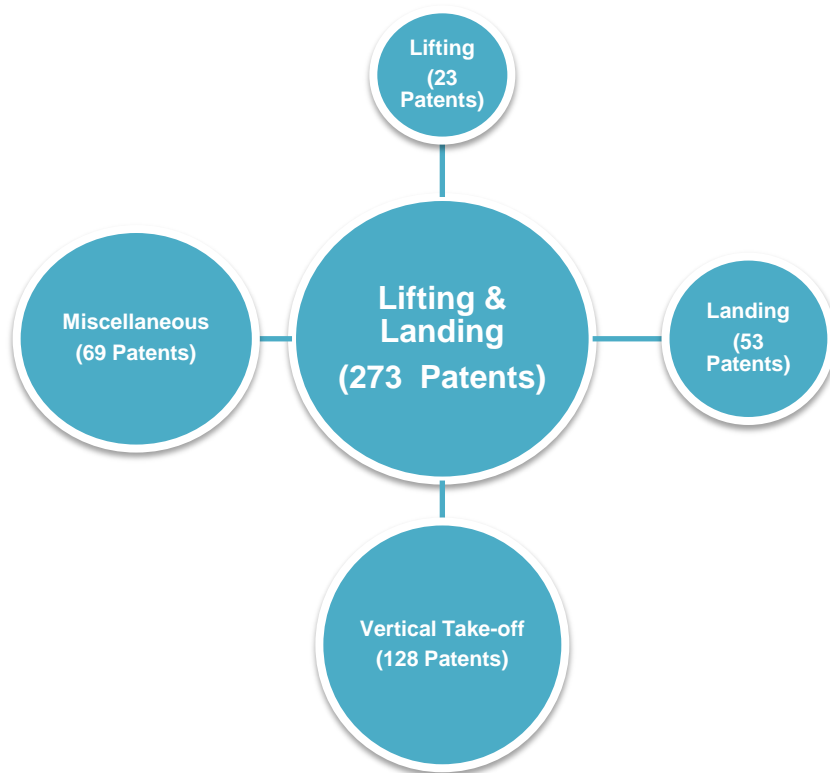 Lifting
(23
Patents)
Lifting &
Landing
(273  Patents)
Miscellaneous
(69 Patents)
Landing
(53
Patents)
Vertical Take-off
(128 Patents)